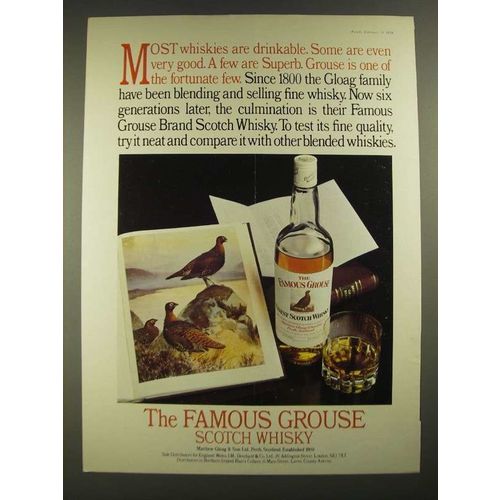 MOST whiskies are drinkable. Some are even
very good. A few are Superb. Grouse is one of
the fortunate few. Since 1800 the Gloag family
have been blending and selling fine whisky. Now six
generations later, the culmination is their Famous
Grouse Brand Scotch Whisky. To test its fine quality,
try it neat and compare it with other blended whiskies.
THE
FAMOUS GROUSE
FINEST SCOTCH WHISKY
The FAMOUS GROUSE
SCOTCH WHISKY
Matthew Gloag & Son Ltd. Perth, Scotland. Established 1800